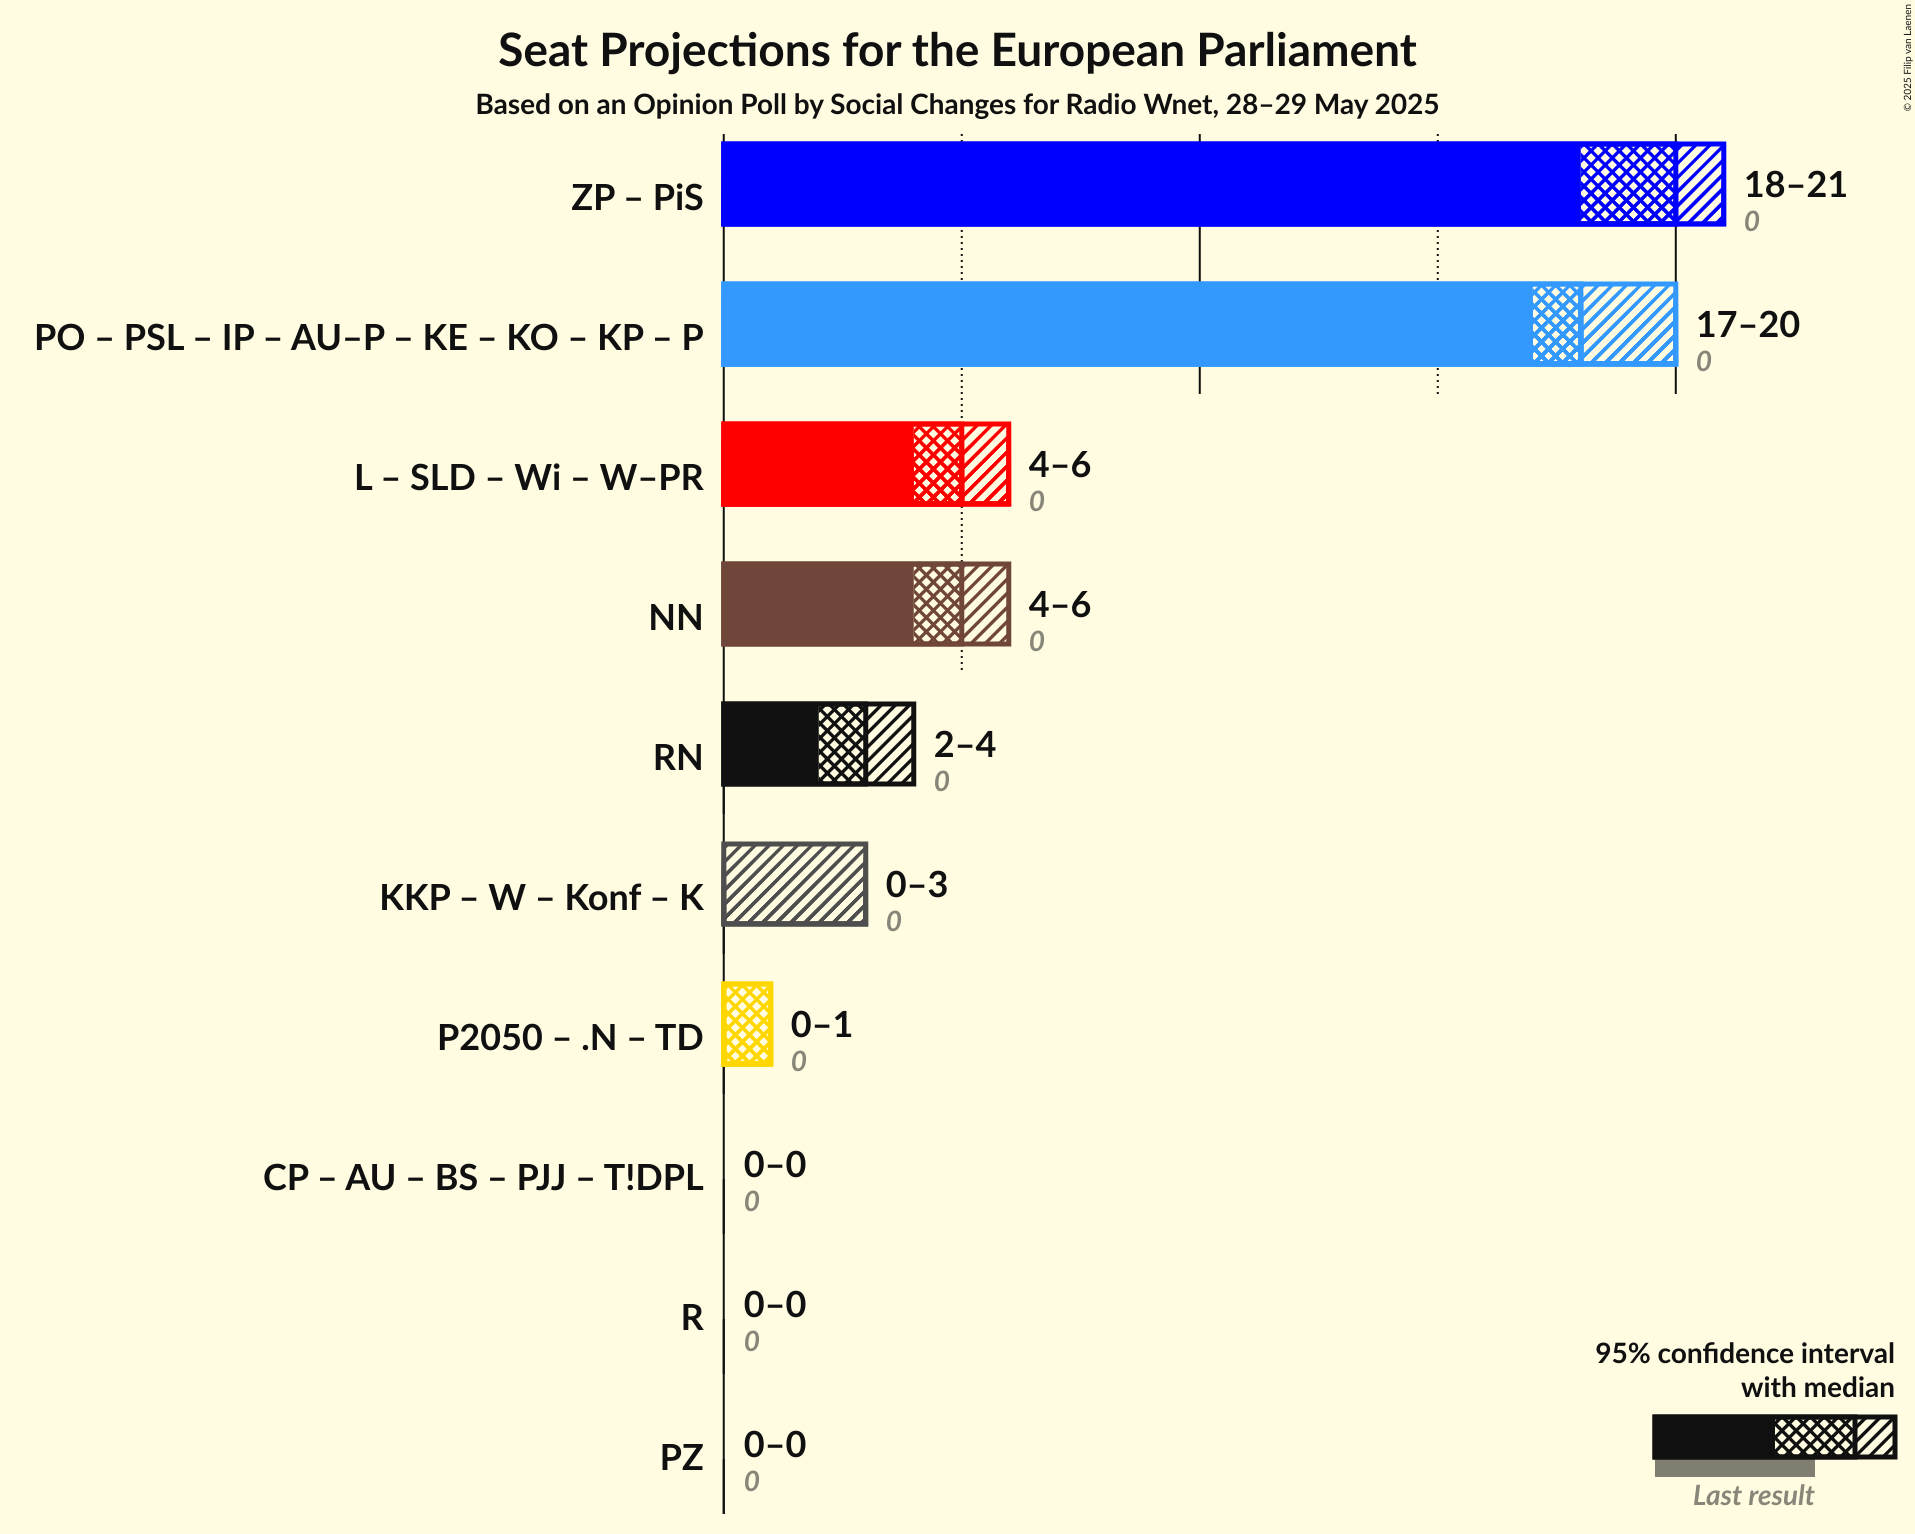 Seat Projections for the European Parliament
Based on an Opinion Poll by Social Changes for Radio Wnet, 28–29 May 2025
© 2025 Filip van Laenen
ZP – PiS
18–21
0
PO – PSL – IP – AU–P – KE – KO – KP – P
17–20
0
L – SLD – Wi – W–PR
4–6
0
NN
4–6
0
RN
2–4
0
KKP – W – Konf – K
0–3
0
P2050 – .N – TD
0–1
0
CP – AU – BS – PJJ – T!DPL
0–0
0
R
0–0
0
PZ
0–0
0
95% confidence interval
with median
Last result